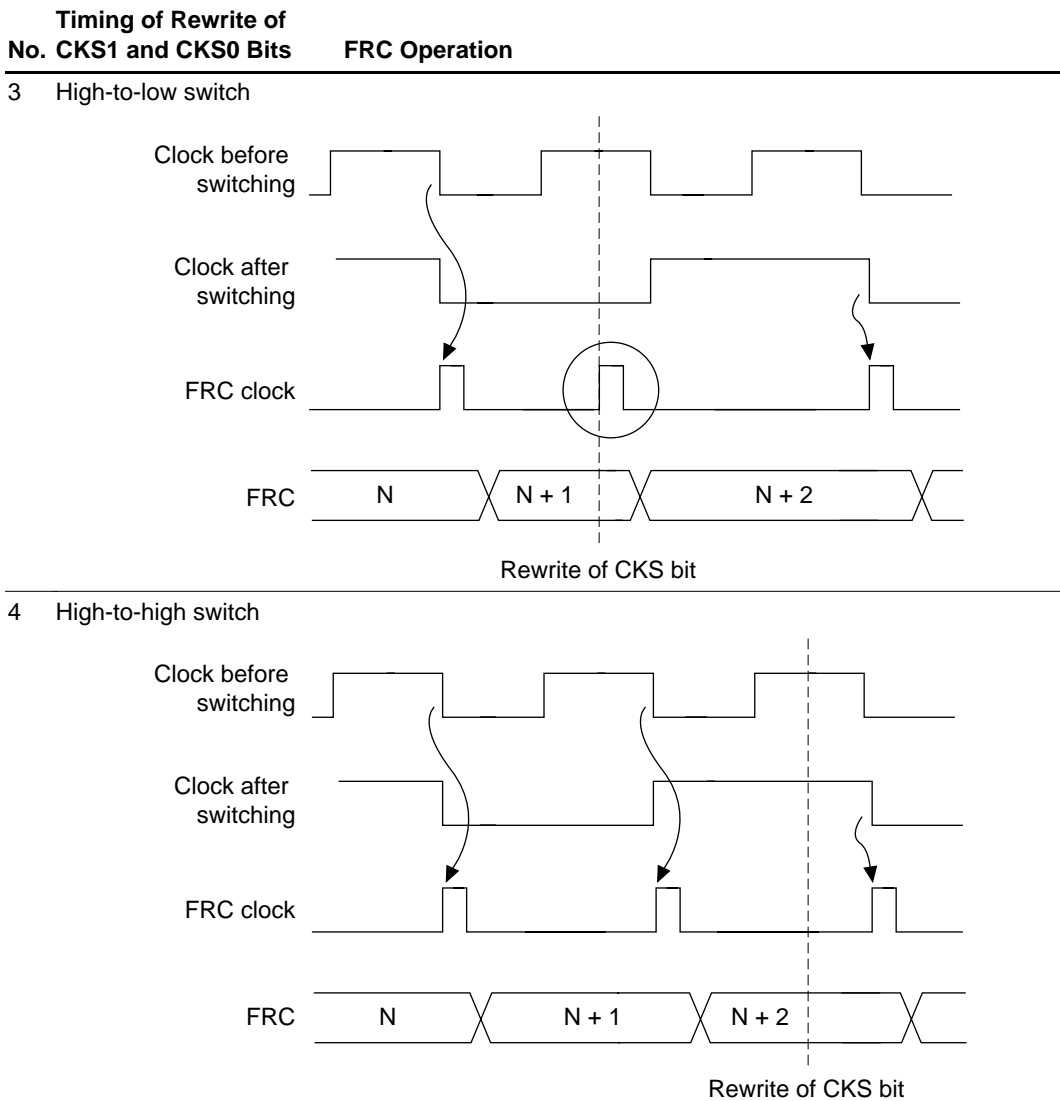 Timing of Rewrite of
No. CKS1 and CKS0 Bits FRC Operation
3 High-to-low switch
Clock before
switching
Clock after
switching
FRC clock
FRC N N + 1 N + 2
Rewrite of CKS bit
4 High-to-high switch
Clock before
switching
Clock after
switching
FRC clock
FRC N N + 1 N + 2
Rewrite of CKS bit